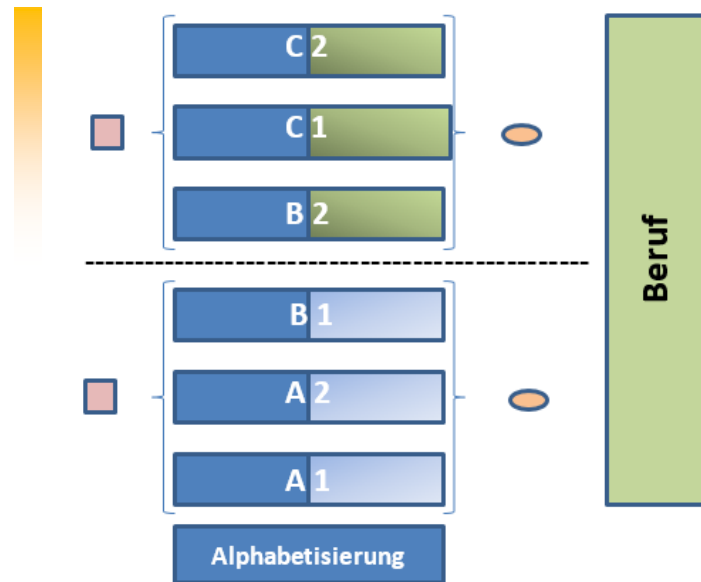 C 2
C 1
B 2
B 1
A 2
A 1
Alphabetisierung
Beruf